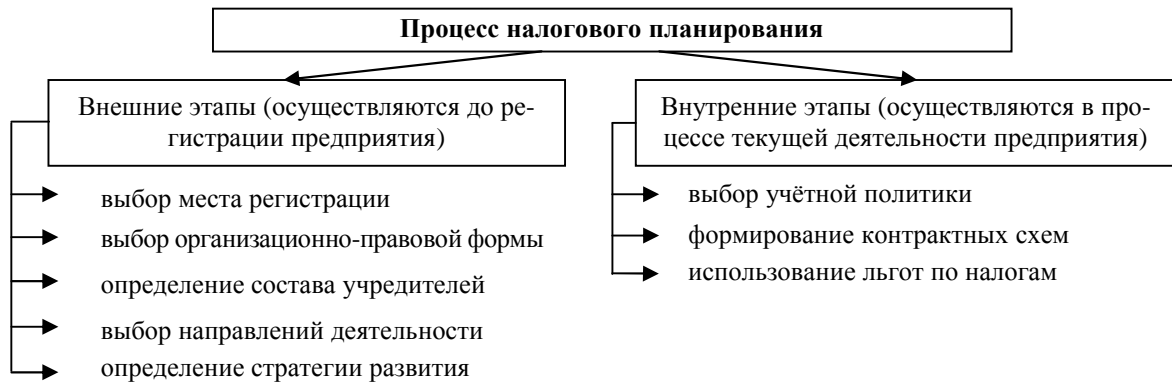 Процесс налогового планирования
Внешние этапы (осуществляются до ре-
гистрации предприятия)
выбор места регистрации
выбор организационно-правовой формы
определение состава учредителей
выбор направлений деятельности
определение стратегии развития
Внутренние этапы (осуществляются в про-
цессе текущей деятельности предприятия)
выбор учётной политики
формирование контрактных схем
использование льгот по налогам